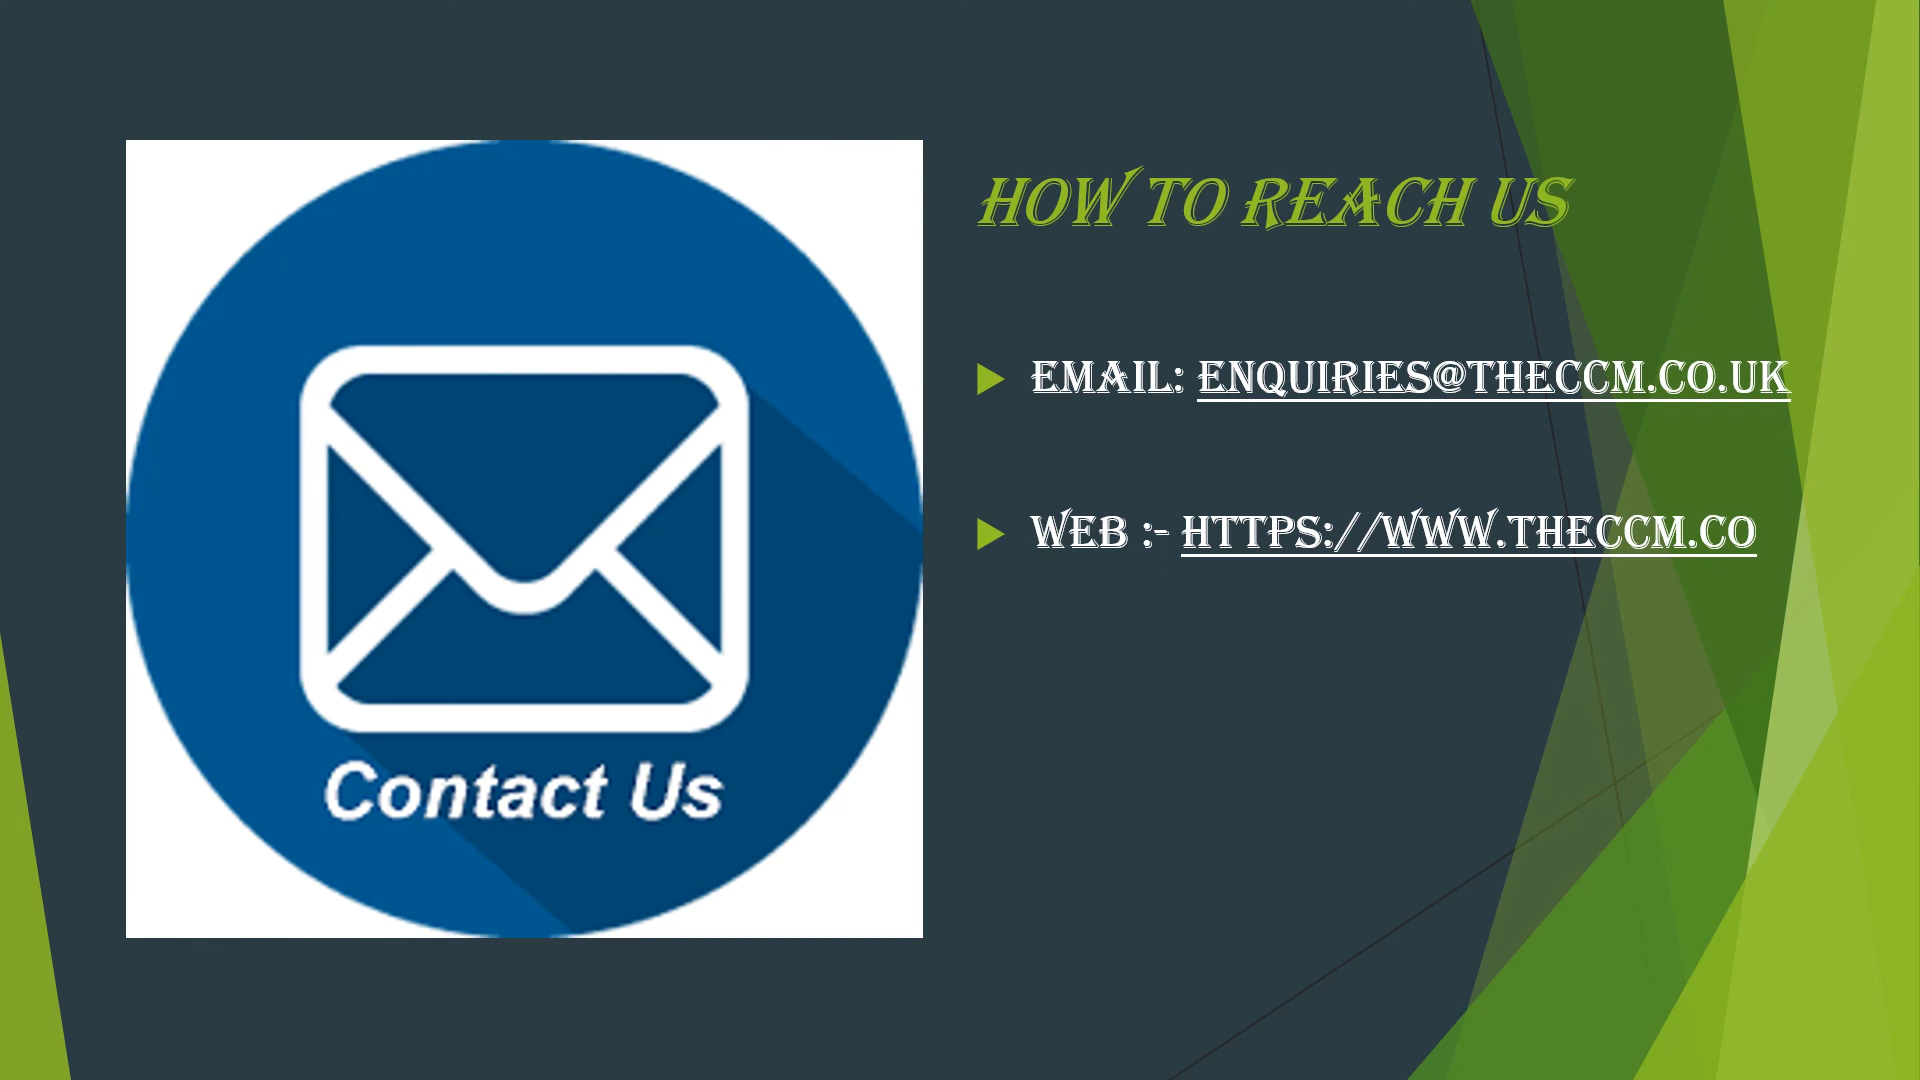 HOW TO REACH US
EMAIL: ENQUIRIES@THECCM.CO.UK
WEB :- HTTPS://WWW.THECCM.CO
Contact Us